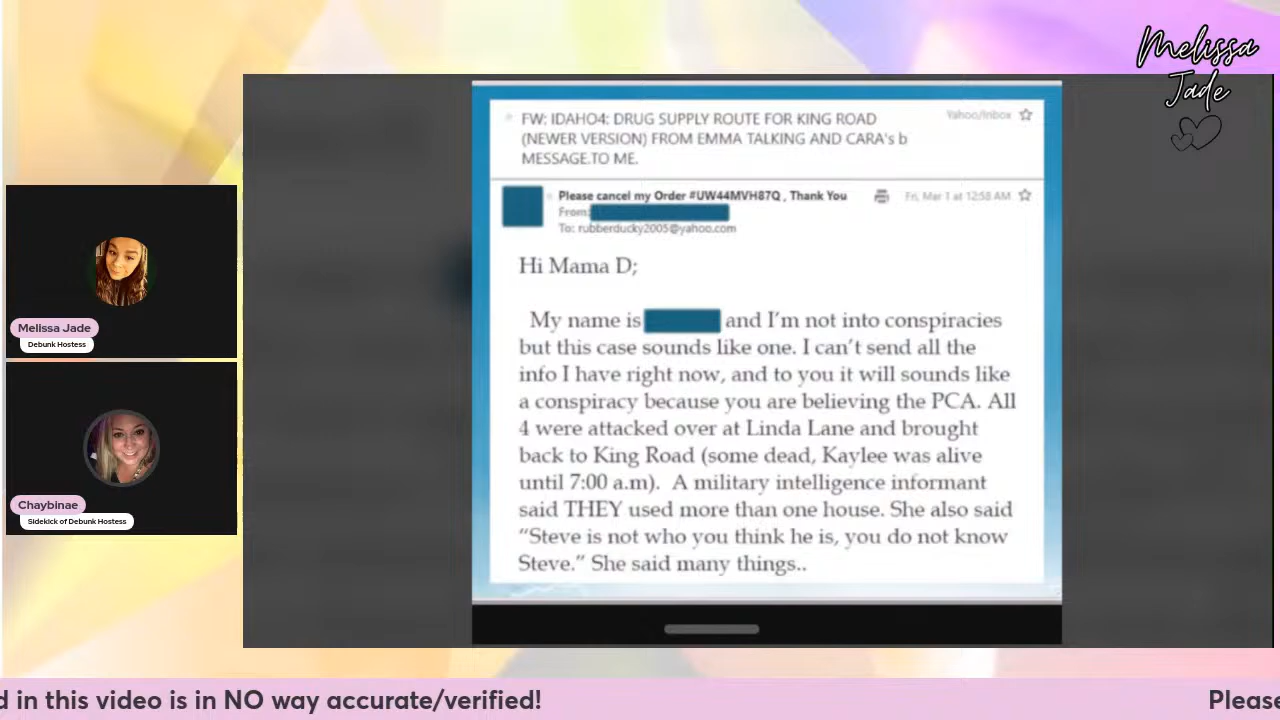 Melissa
Jade
FW: IDAHO4: DRUG SUPPLY ROUTE FOR KING ROAD
(NEWER VERSION) FROM EMMA TALKING AND CARA's b
MESSAGE.TO ME.
Yahoo/Inbox
Please cancel my Order #UW44MVH87Q , Thank You
Fri, Mar 1 at 12:58 AM
From:
To: rubberducky2005@yahoo.com
Hi Mama D;
My name is and I'm not into conspiracies
but this case sounds like one. I can't send all the
info I have right now, and to you it will sounds like
a conspiracy because you are believing the PCA. All
4 were attacked over at Linda Lane and brought
back to King Road (some dead, Kaylee was alive
until 7:00 a.m). A military intelligence informant
said THEY used more than one house. She also said
"Steve is not who you think he is, you do not know
Steve." She said many things..
Melissa Jade
Debunk Hostess
Chaybinae
Sidekick of Debunk Hostess
d in this video is in NO way accurate/verified!
Please